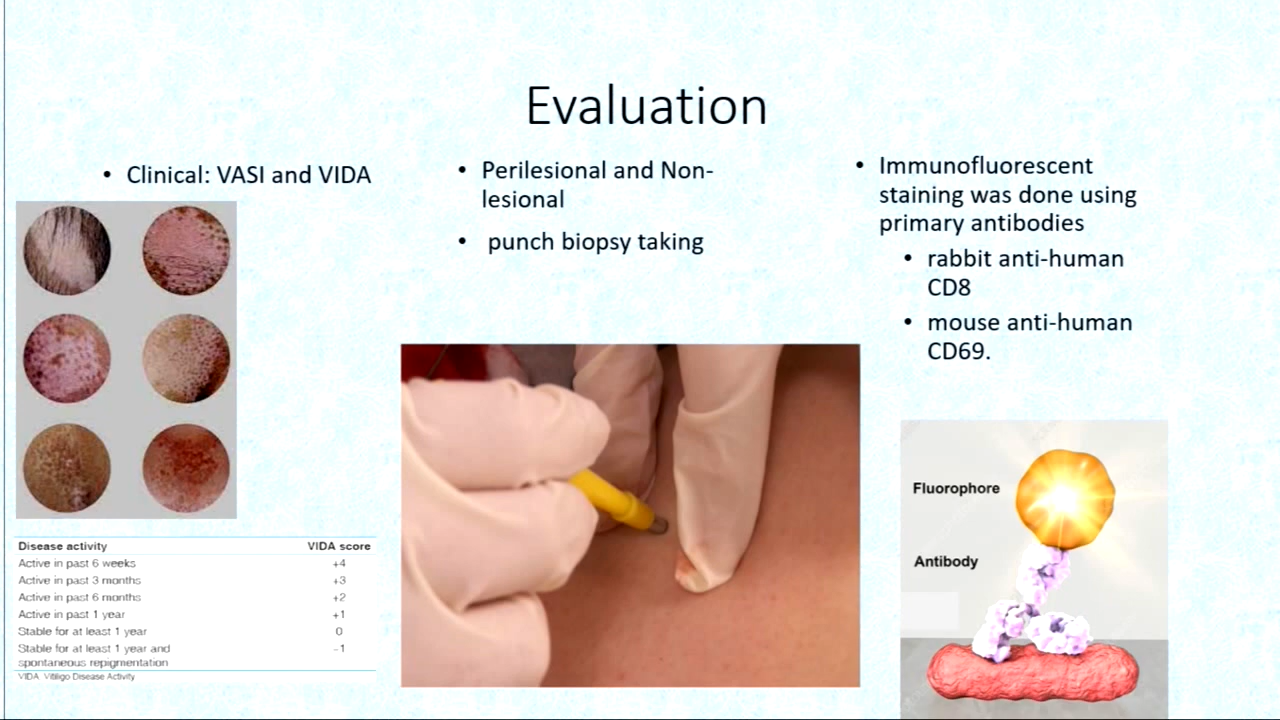 Evaluation
• Clinical: VASI and VIDA
Disease activity VIDA score
Active in past 6 weeks +4
Active in past 3 months +3
Active in past 6 months +2
Active in past 1 year +1
Stable for at least 1 year 0
Stable for at least 1 year and -1
spontaneous repigmentation
VIDA Vitiligo Disease Activity
• Perilesional and Non-
lesional
• punch biopsy taking
• Immunofluorescent
staining was done using
primary antibodies
• rabbit anti-human
CD8
• mouse anti-human
CD69.
Fluorophore
Antibody